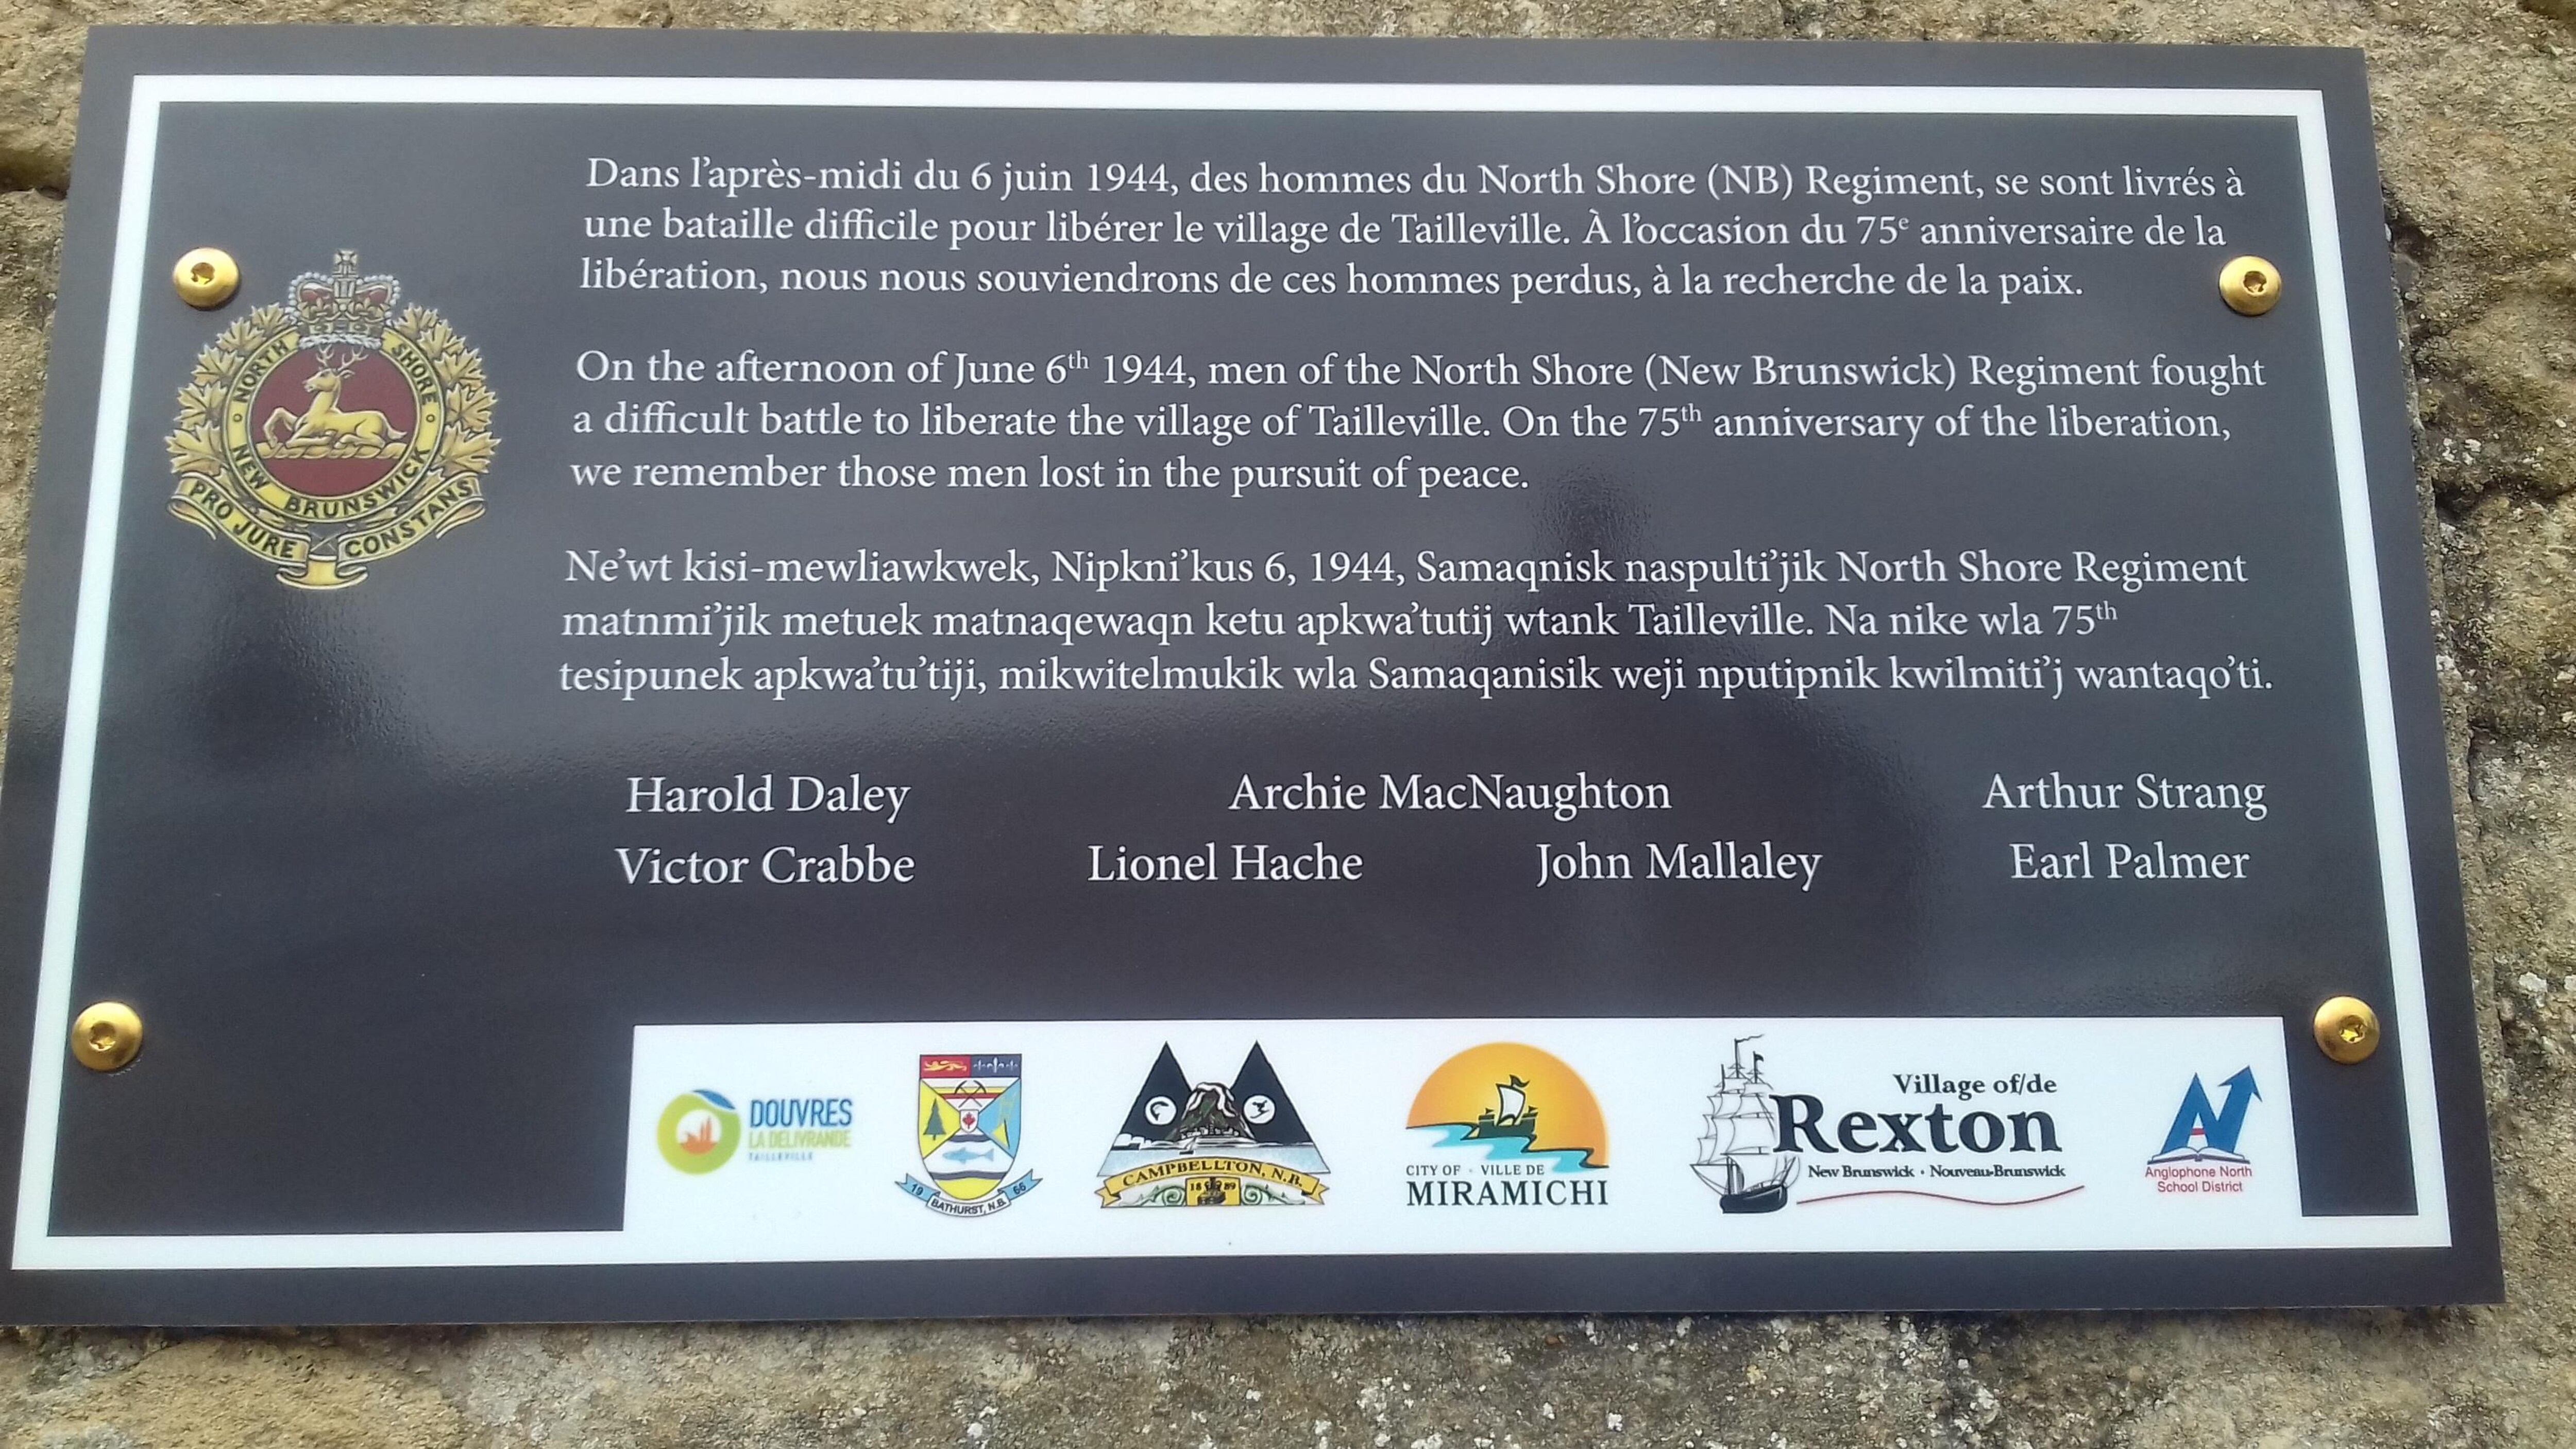 Dans l’après-midi du 6 juin 1944, des hommes du North Shore (NB) Regiment, se sont livrés à
une bataille difficile pour libérer le village de Tailleville. À l’occasion du 75e anniversaire de la
libération, nous nous souviendrons de ces hommes perdus, à la recherche de la paix.
NORTH SHORE
NEW BRUNSWICK
PRO JURE CONSTANS
On the afternoon of June 6th 1944, men of the North Shore (New Brunswick) Regiment fought
a difficult battle to liberate the village of Tailleville. On the 75th anniversary of the liberation,
we remember those men lost in the pursuit of peace.
Ne’wt kisi-mewliawkwek, Nipkni’kus 6, 1944, Samaqnisk naspulti’jik North Shore Regiment
matnmi’jik metuek matnaqewaqn ketu apkwa’tutij wtank Tailleville. Na nike wla 75th
tesipunek apkwa’tu’tiji, mikwitelmukik wla Samaqanisik weji nputipnik kwilmiti’j wantaqo’ti.
Harold Daley Archie MacNaughton Arthur Strang
Victor Crabbe Lionel Hache John Mallaley Earl Palmer
DOUVRES
LA DELIVRANDE
TAILLEVILLE
19 66
BATHURST, N.B.
CAMPBELLTON, N.B.
18 89
CITY OF · VILLE DE
MIRAMICHI
Village of/de
Rexton
New Brunswick · Nouveau-Brunswick
Anglophone North
School District